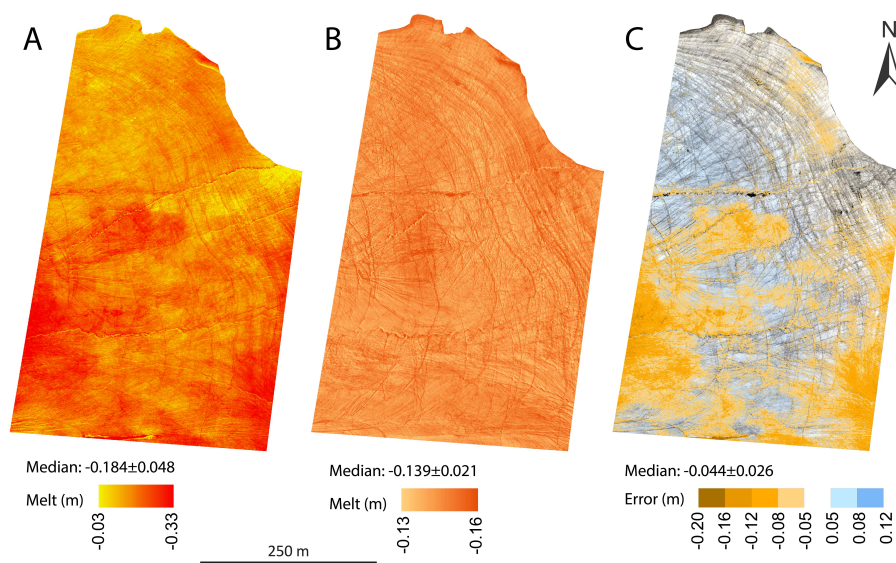 A
B
C
N
Median: -0.184±0.048
Melt (m)
-0.03
-0.33
Median: -0.139±0.021
Melt (m)
-0.13
-0.16
Median: -0.044±0.026
Error (m)
-0.20
-0.16
-0.12
-0.08
-0.05
0.05
0.08
0.12
250 m